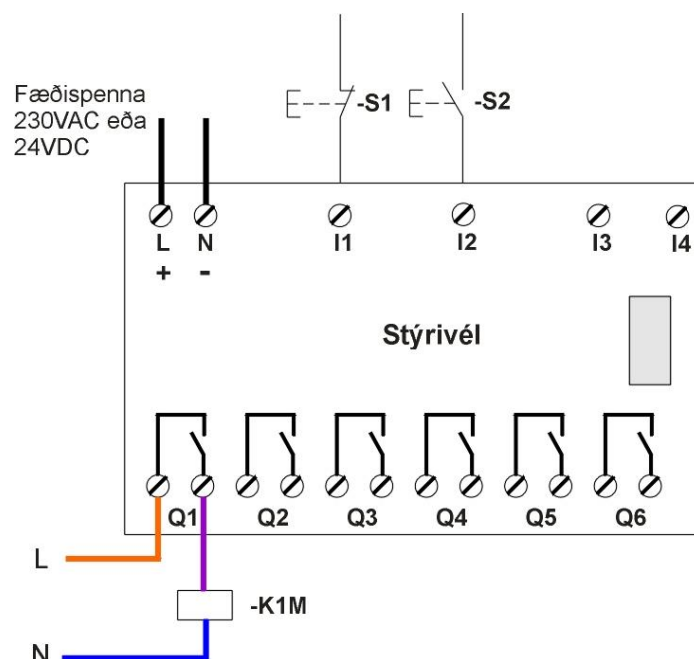 Fæðispenna
230VAC eða
24VDC
-S1
-S2
L
N
I1
I2
I3
I4
+
-
Stýrivél
Q1
Q2
Q3
Q4
Q5
Q6
L
-K1M
N